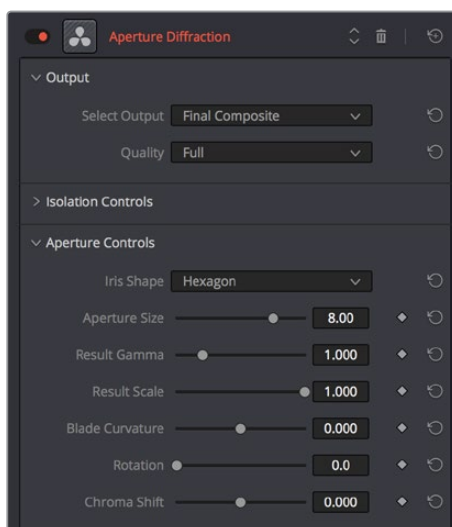 Aperture Diffraction
Output
Select Output Final Composite
Quality Full
Isolation Controls
Aperture Controls
Iris Shape Hexagon
Aperture Size 8.00
Result Gamma 1.000
Result Scale 1.000
Blade Curvature 0.000
Rotation 0.0
Chroma Shift 0.000